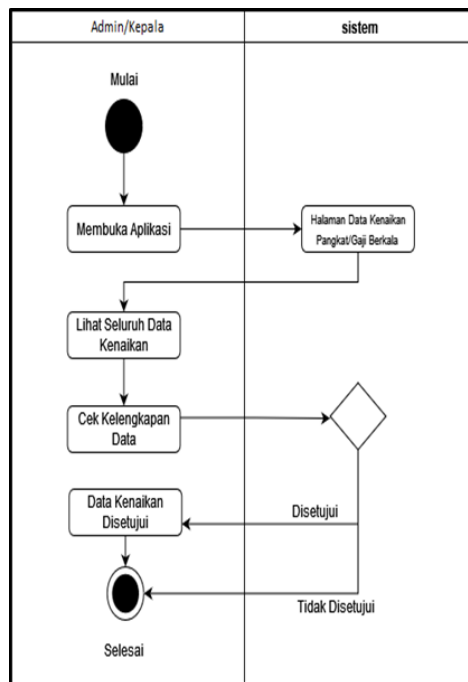 Admin/Kepala
sistem
Mulai
Membuka Aplikasi
Halaman Data Kenaikan
Pangkat/Gaji Berkala
Lihat Seluruh Data
Kenaikan
Cek Kelengkapan
Data
Data Kenaikan
Disetujui
Disetujui
Tidak Disetujui
Selesai